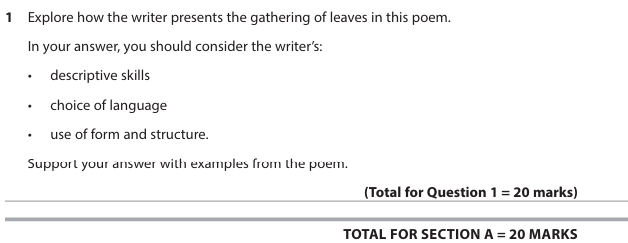 1 Explore how the writer presents the gathering of leaves in this poem.
In your answer, you should consider the writer's:
• descriptive skills
• choice of language
• use of form and structure.
Support your answer with examples from the poem.
(Total for Question 1 = 20 marks)
TOTAL FOR SECTION A = 20 MARKS